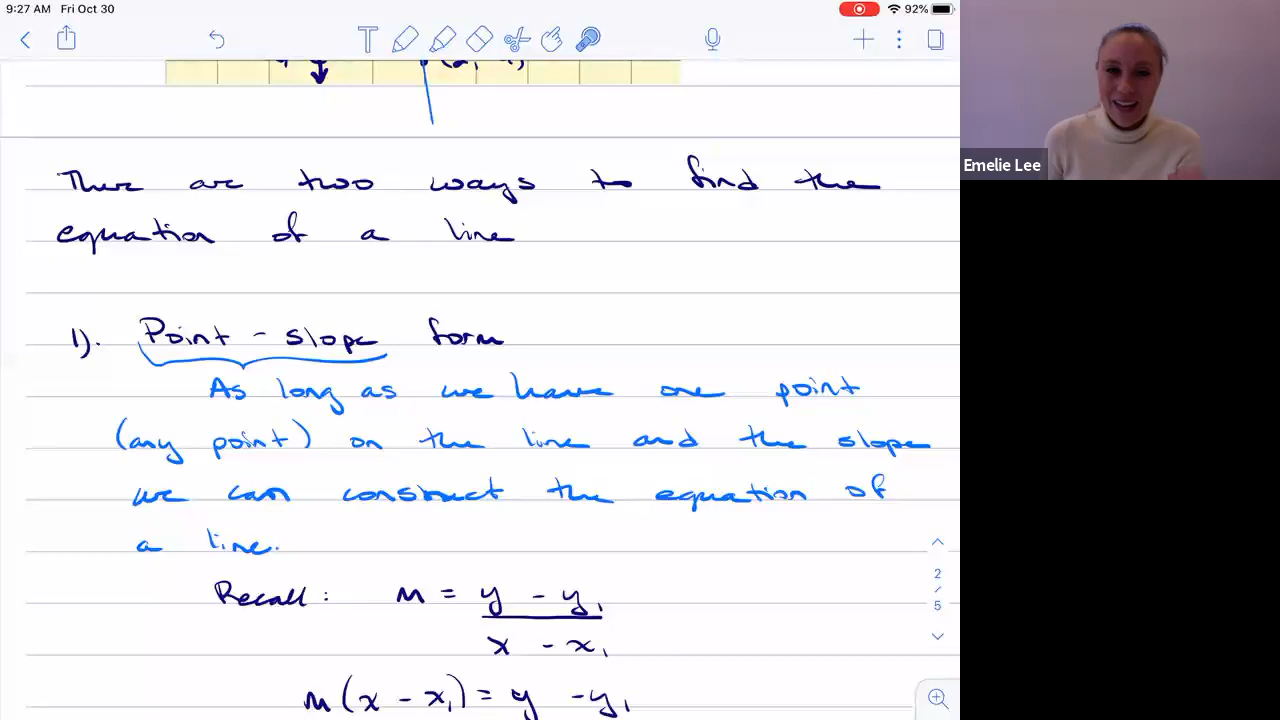 9:27 AM Fri Oct 30
92%
T
There are two ways to find the
equation of a line
1). Point - slope form
As long as we have one point
(any point) on the line and the slope
we can construct the equation of
a line.
Recall: m = y - y₁
x - x₁
m(x - x₁) = y - y₁
2
/
5
Emelie Lee